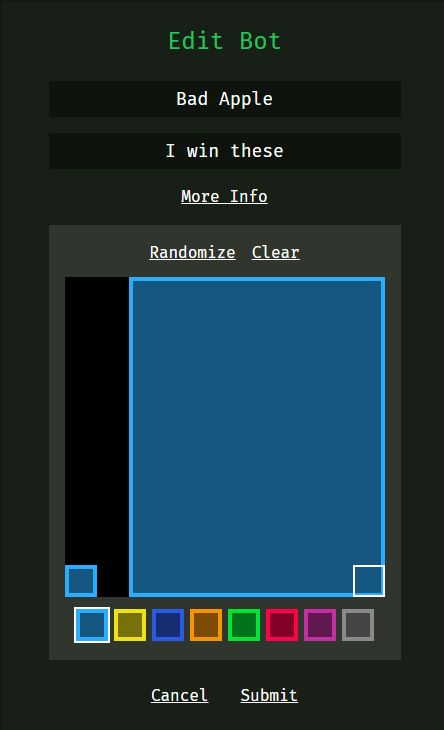 Edit Bot
Bad Apple
I win these
More Info
Randomize Clear
Cancel Submit